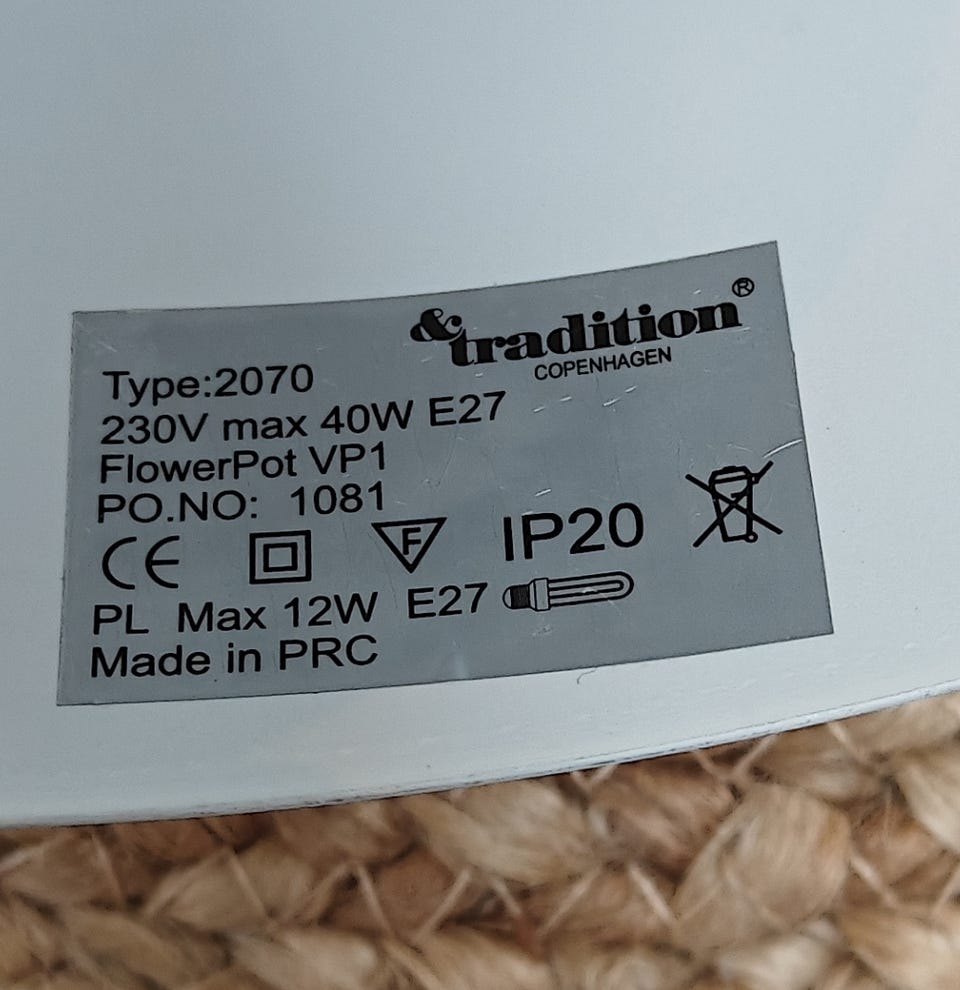 &tradition®
COPENHAGEN
Type:2070
230V max 40W E27
FlowerPot VP1
PO.NO: 1081
CE F IP20
PL Max 12W E27
Made in PRC